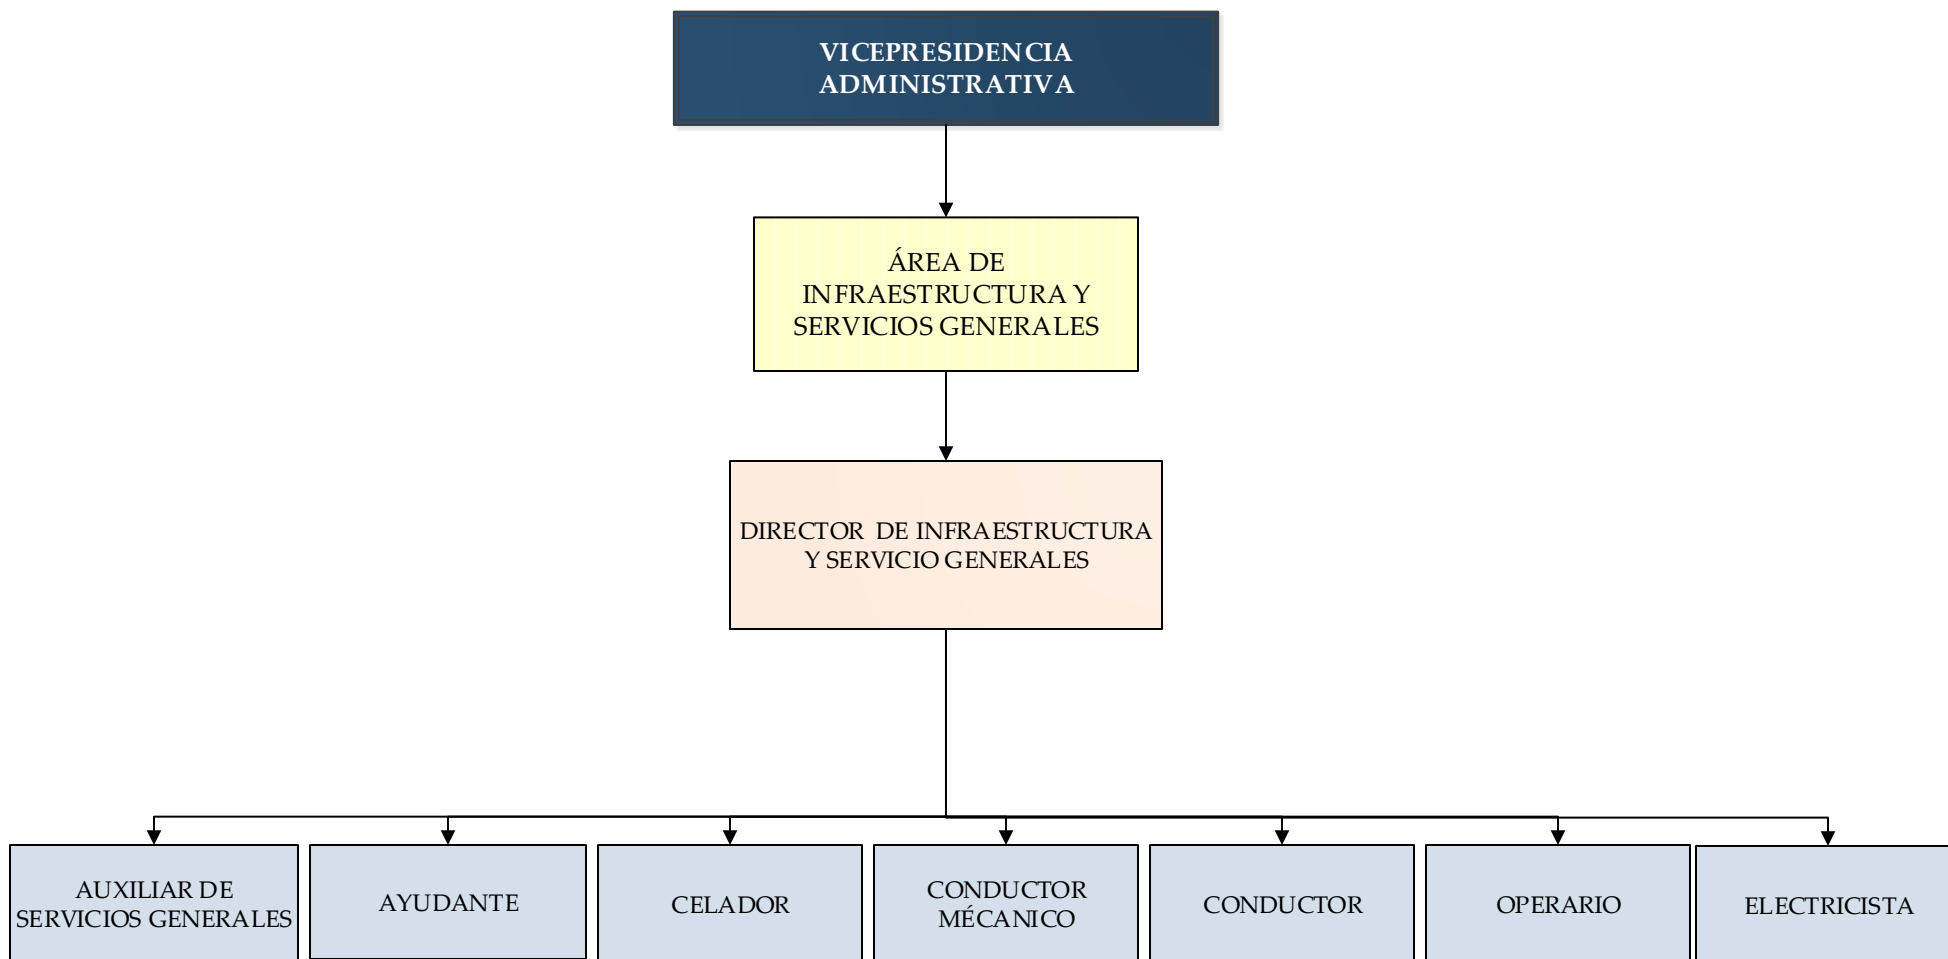 VICEPRESIDENCIA
ADMINISTRATIVA
ÁREA DE
INFRAESTRUCTURA Y
SERVICIOS GENERALES
DIRECTOR DE INFRAESTRUCTURA
Y SERVICIO GENERALES
AUXILIAR DE
SERVICIOS GENERALES
AYUDANTE
CELADOR
CONDUCTOR
MÉCANICO
CONDUCTOR
OPERARIO
ELECTRICISTA